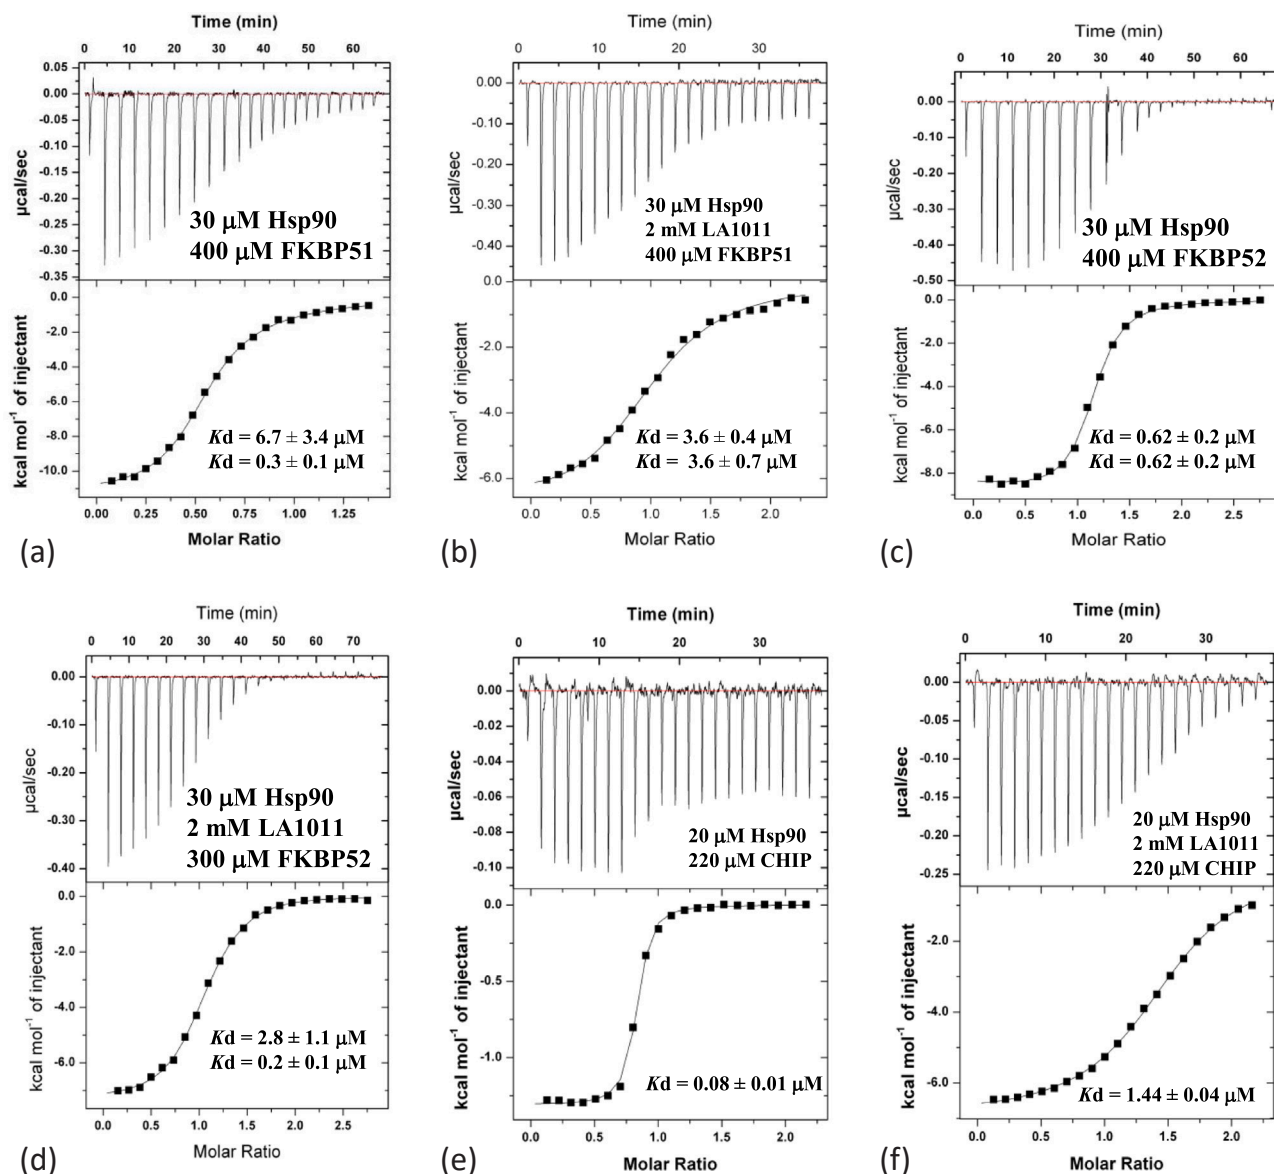 Time (min)
0 10 20 30 40 50 60
0.05
0.00
-0.05
-0.10
-0.15
-0.20
-0.25
-0.30
-0.35
µcal/sec
30 µM Hsp90
400 µM FKBP51
0.0
-2.0
-4.0
-6.0
-8.0
-10.0
kcal mol⁻¹ of injectant
Kd = 6.7 ± 3.4 µM
Kd = 0.3 ± 0.1 µM
0.00 0.25 0.50 0.75 1.00 1.25
Molar Ratio
(a)
Time (min)
0 10 20 30
0.00
-0.10
-0.20
-0.30
-0.40
µcal/sec
30 µM Hsp90
2 mM LA1011
400 µM FKBP51
0.0
-2.0
-4.0
-6.0
kcal mol⁻¹ of injectant
Kd = 3.6 ± 0.4 µM
Kd = 3.6 ± 0.7 µM
0.0 0.5 1.0 1.5 2.0
Molar Ratio
(b)
Time (min)
0 10 20 30 40 50 60
0.00
-0.10
-0.20
-0.30
-0.40
-0.50
µcal/sec
30 µM Hsp90
400 µM FKBP52
0.0
-2.0
-4.0
-6.0
-8.0
kcal mol⁻¹ of injectant
Kd = 0.62 ± 0.2 µM
Kd = 0.62 ± 0.2 µM
0.0 0.5 1.0 1.5 2.0 2.5
Molar Ratio
(c)
Time (min)
0 10 20 30 40 50 60 70
0.00
-0.10
-0.20
-0.30
-0.40
µcal/sec
30 µM Hsp90
2 mM LA1011
300 µM FKBP52
0.0
-2.0
-4.0
-6.0
kcal mol⁻¹ of injectant
Kd = 2.8 ± 1.1 µM
Kd = 0.2 ± 0.1 µM
0.0 0.5 1.0 1.5 2.0 2.5
Molar Ratio
(d)
Time (min)
0 10 20 30
0.00
-0.02
-0.04
-0.06
-0.08
-0.10
µcal/sec
20 µM Hsp90
220 µM CHIP
0.0
-0.5
-1.0
kcal mol⁻¹ of injectant
Kd = 0.08 ± 0.01 µM
0.0 0.5 1.0 1.5 2.0
Molar Ratio
(e)
Time (min)
0 10 20 30
0.00
-0.05
-0.10
-0.15
-0.20
-0.25
µcal/sec
20 µM Hsp90
2 mM LA1011
220 µM CHIP
-2.0
-4.0
-6.0
kcal mol⁻¹ of injectant
Kd = 1.44 ± 0.04 µM
0.0 0.5 1.0 1.5 2.0
Molar Ratio
(f)